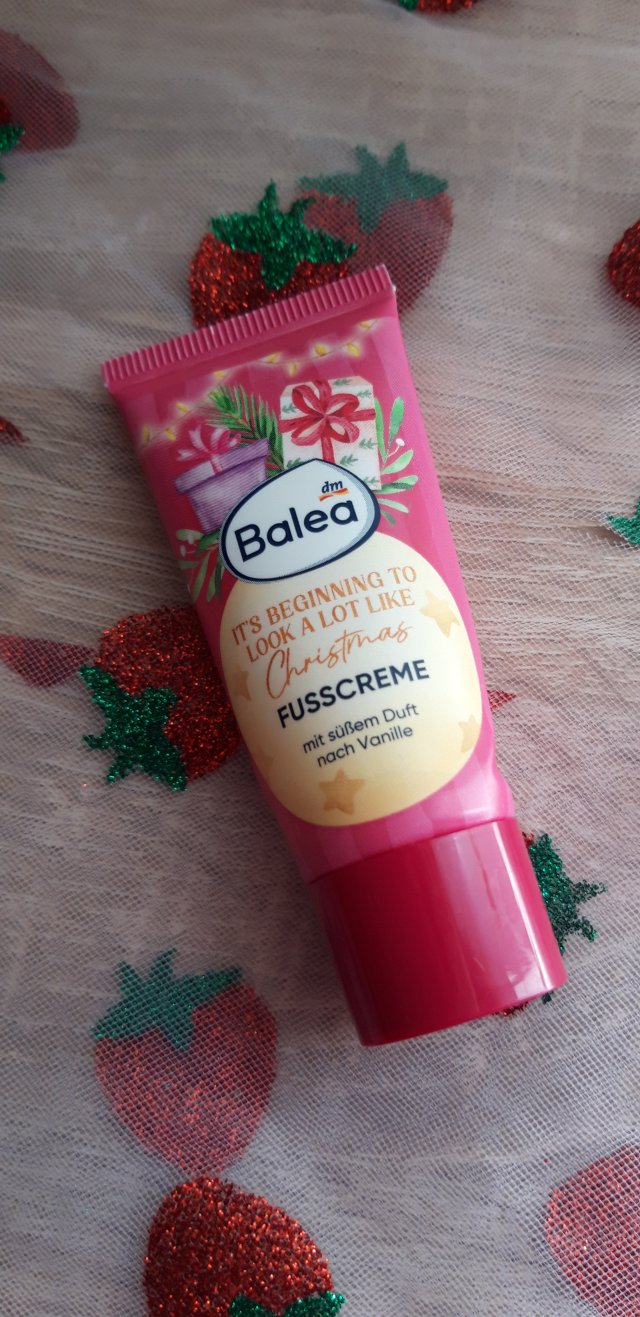 dm
Balea
IT'S BEGINNING TO
LOOK A LOT LIKE
Christmas
FUSSCREME
mit süßem Duft
nach Vanille